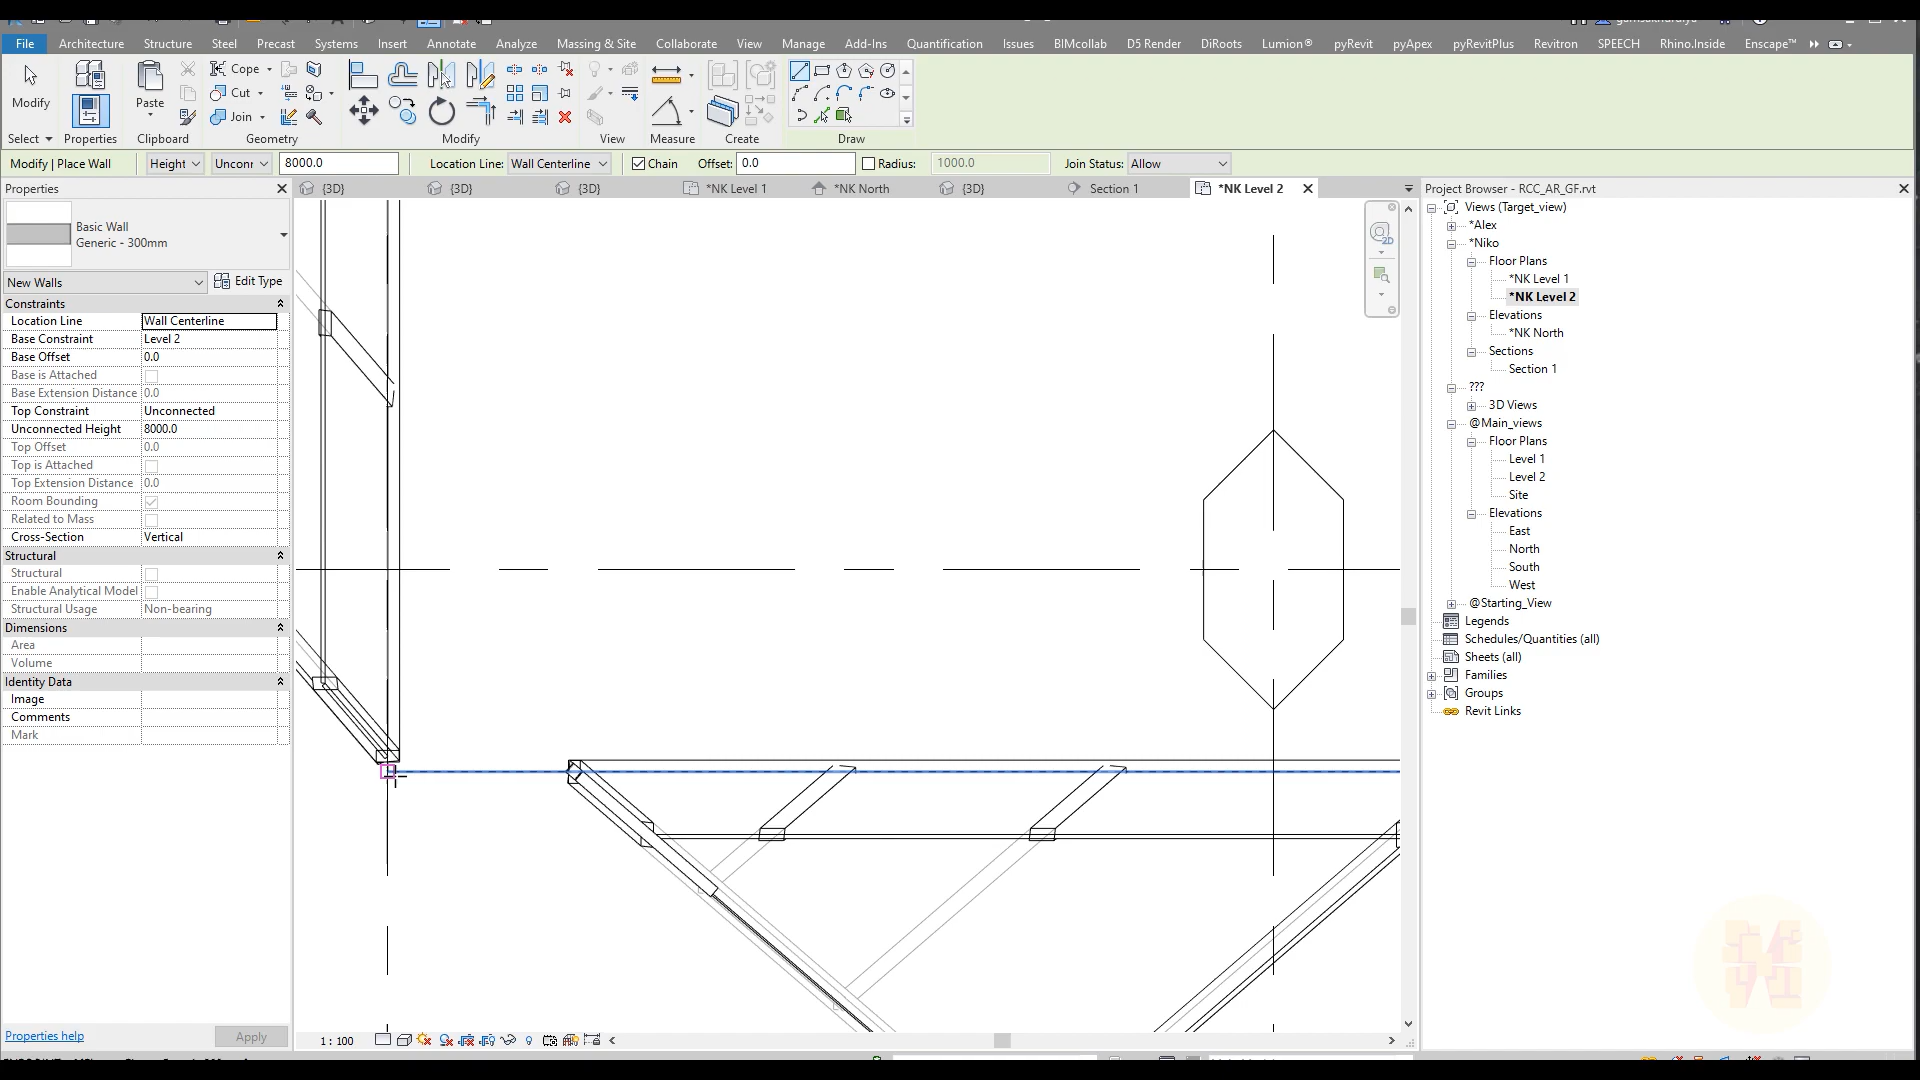 File Architecture Structure Steel Precast Systems Insert Annotate Analyze Massing & Site Collaborate View Manage Add-Ins Quantification Issues BIMcollab D5 Render DiRoots Lumion® pyRevit pyApex pyRevitPlus Revitron SPEECH Rhino.Inside Enscape™
Modify Paste Cope Cut Join
Select Properties Clipboard Geometry Modify View Measure Create Draw
Modify | Place Wall Height Unconr 8000.0 Location Line: Wall Centerline Chain Offset: 0.0 Radius: 1000.0 Join Status: Allow
Properties
{3D} {3D} {3D} *NK Level 1 *NK North {3D} Section 1 *NK Level 2
Project Browser - RCC_AR_GF.rvt
Basic Wall
Generic - 300mm
New Walls Edit Type
Constraints
Location Line Wall Centerline
Base Constraint Level 2
Base Offset 0.0
Base is Attached
Base Extension Distance 0.0
Top Constraint Unconnected
Unconnected Height 8000.0
Top Offset 0.0
Top is Attached
Top Extension Distance 0.0
Room Bounding
Related to Mass
Cross-Section Vertical
Structural
Structural
Enable Analytical Model
Structural Usage Non-bearing
Dimensions
Area
Volume
Identity Data
Image
Comments
Mark
Properties help Apply
1 : 100
2D
Views (Target_view)
*Alex
*Niko
Floor Plans
*NK Level 1
*NK Level 2
Elevations
*NK North
Sections
Section 1
???
3D Views
@Main_views
Floor Plans
Level 1
Level 2
Site
Elevations
East
North
South
West
@Starting_View
Legends
Schedules/Quantities (all)
Sheets (all)
Families
Groups
Revit Links